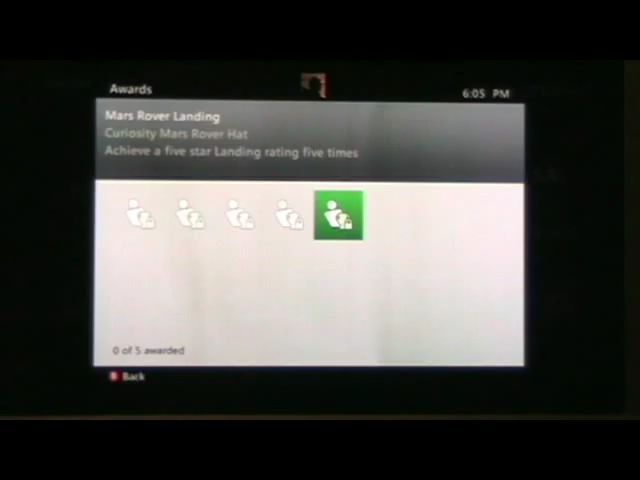 Awards
6:05 PM
Mars Rover Landing
Curiosity Mars Rover Hat
Achieve a five star Landing rating five times
0 of 5 awarded
B Back